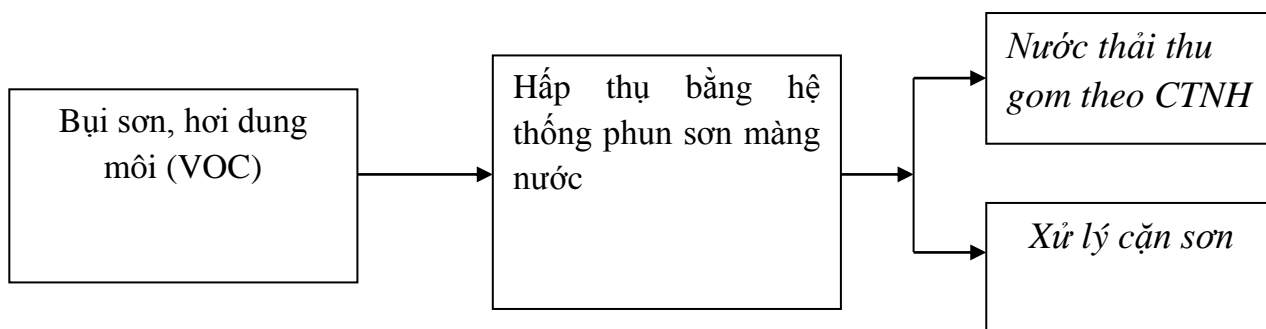 Bụi sơn, hơi dung
môi (VOC)
Hấp thụ bằng hệ
thống phun sơn màng
nước
Nước thải thu
gom theo CTNH
Xử lý cặn sơn